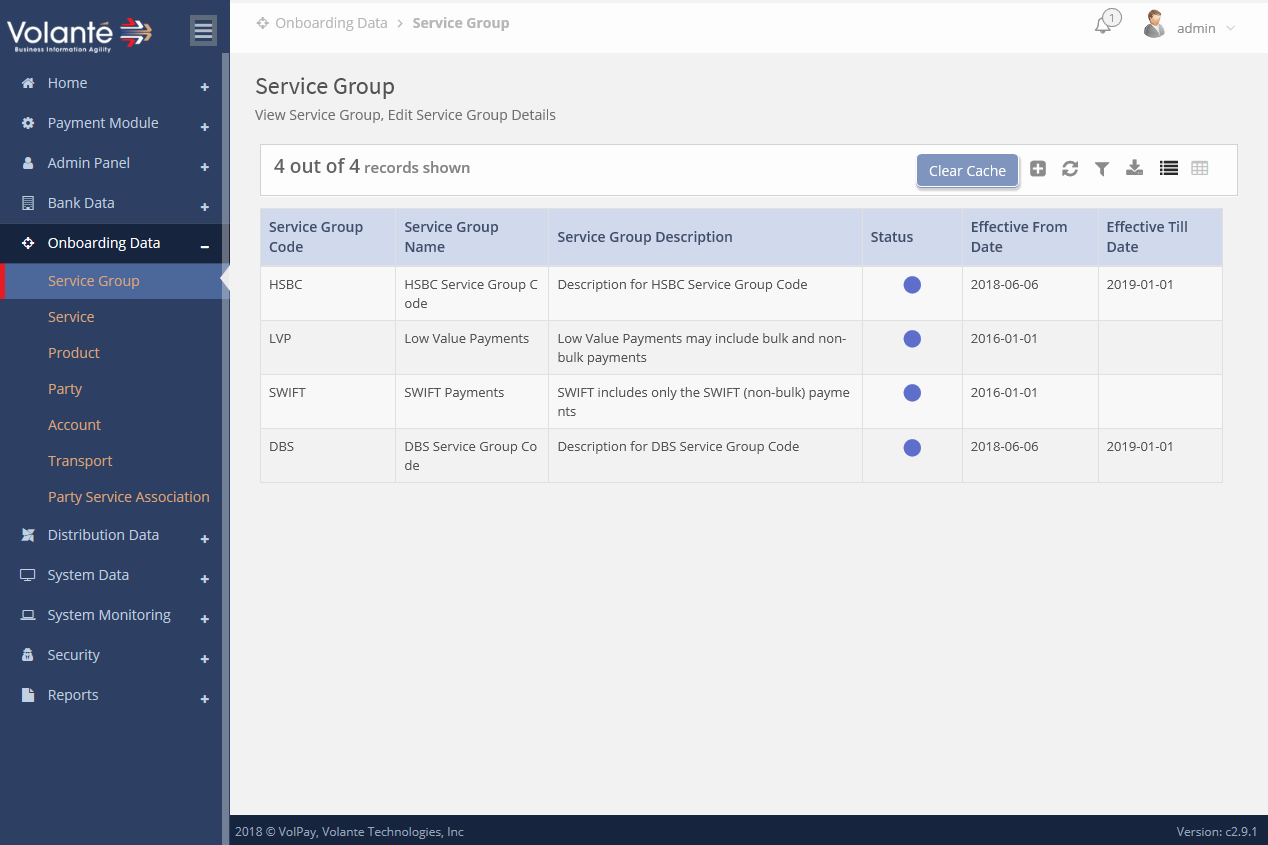 Volanté
Business Information Agility
Onboarding Data > Service Group
1
admin
Home
Payment Module
Admin Panel
Bank Data
Onboarding Data
Service Group
Service
Product
Party
Account
Transport
Party Service Association
Distribution Data
System Data
System Monitoring
Security
Reports
Service Group
View Service Group, Edit Service Group Details
4 out of 4 records shown
Clear Cache
Service Group Code
Service Group Name
Service Group Description
Status
Effective From Date
Effective Till Date
HSBC
HSBC Service Group C
ode
Description for HSBC Service Group Code
2018-06-06
2019-01-01
LVP
Low Value Payments
Low Value Payments may include bulk and non-
bulk payments
2016-01-01
SWIFT
SWIFT Payments
SWIFT includes only the SWIFT (non-bulk) payme
nts
2016-01-01
DBS
DBS Service Group Co
de
Description for DBS Service Group Code
2018-06-06
2019-01-01
2018 © VolPay, Volante Technologies, Inc
Version: c2.9.1